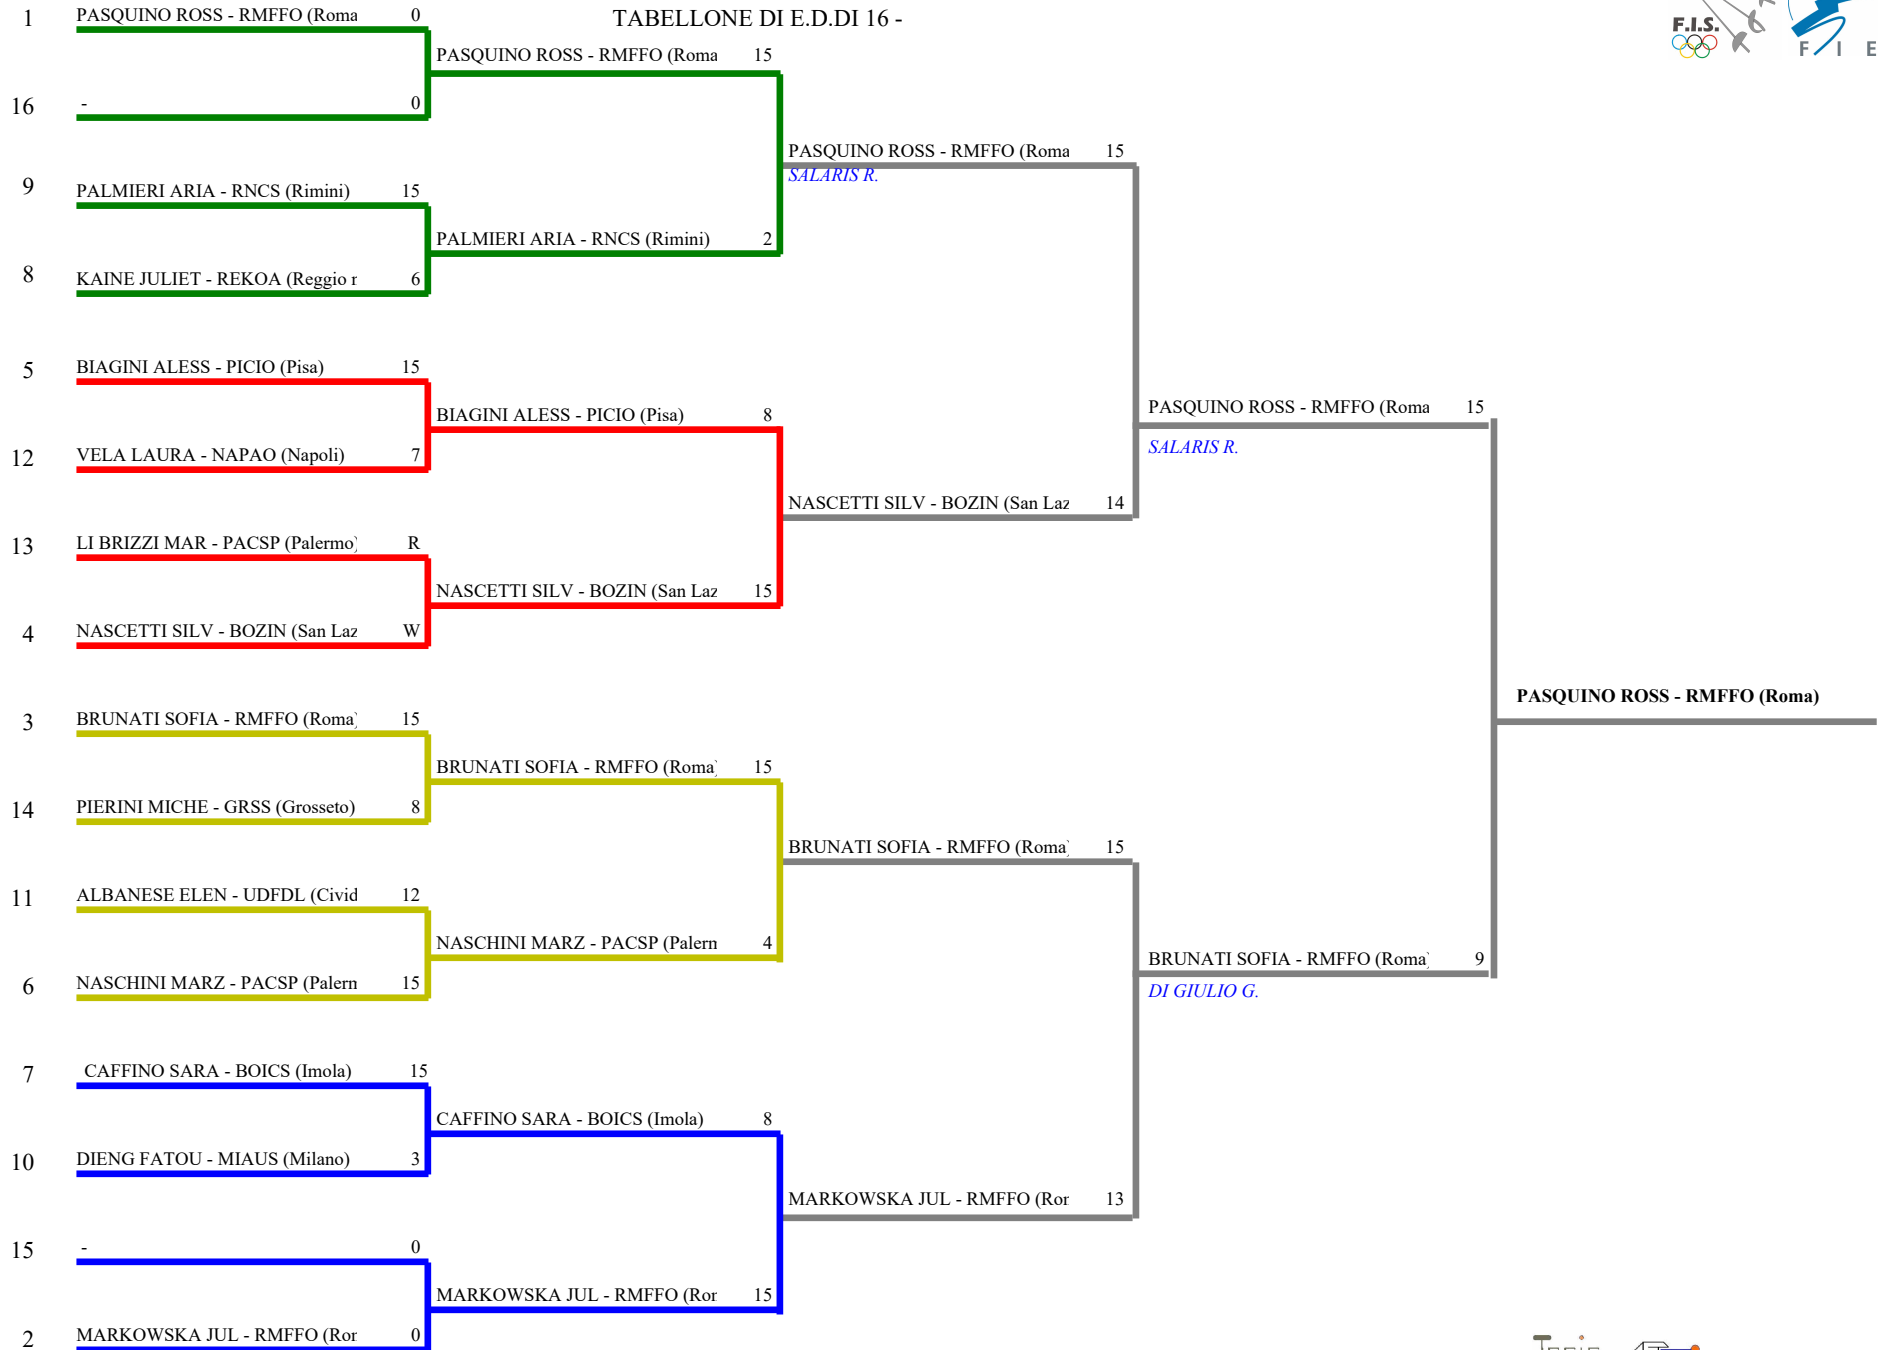 TABELLONE DI E.D.DI 16 -
F.I.S.
F I E
1 PASQUINO ROSS - RMFFO (Roma 0
PASQUINO ROSS - RMFFO (Roma 15
16 - 0
PASQUINO ROSS - RMFFO (Roma 15
SALARIS R.
9 PALMIERI ARIA - RNCS (Rimini) 15
PALMIERI ARIA - RNCS (Rimini) 2
8 KAINE JULIET - REKOA (Reggio r 6
5 BIAGINI ALESS - PICIO (Pisa) 15
PASQUINO ROSS - RMFFO (Roma 15
BIAGINI ALESS - PICIO (Pisa) 8
SALARIS R.
12 VELA LAURA - NAPAO (Napoli) 7
NASCETTI SILV - BOZIN (San Laz 14
13 LI BRIZZI MAR - PACSP (Palermo) R
NASCETTI SILV - BOZIN (San Laz 15
4 NASCETTI SILV - BOZIN (San Laz W
PASQUINO ROSS - RMFFO (Roma)
3 BRUNATI SOFIA - RMFFO (Roma) 15
BRUNATI SOFIA - RMFFO (Roma) 15
14 PIERINI MICHE - GRSS (Grosseto) 8
BRUNATI SOFIA - RMFFO (Roma) 15
11 ALBANESE ELEN - UDFDL (Civid 12
NASCHINI MARZ - PACSP (Palern 4
BRUNATI SOFIA - RMFFO (Roma) 9
6 NASCHINI MARZ - PACSP (Palern 15
DI GIULIO G.
7 CAFFINO SARA - BOICS (Imola) 15
CAFFINO SARA - BOICS (Imola) 8
10 DIENG FATOU - MIAUS (Milano) 3
MARKOWSKA JUL - RMFFO (Ror 13
15 - 0
MARKOWSKA JUL - RMFFO (Ror 15
2 MARKOWSKA JUL - RMFFO (Ror 0